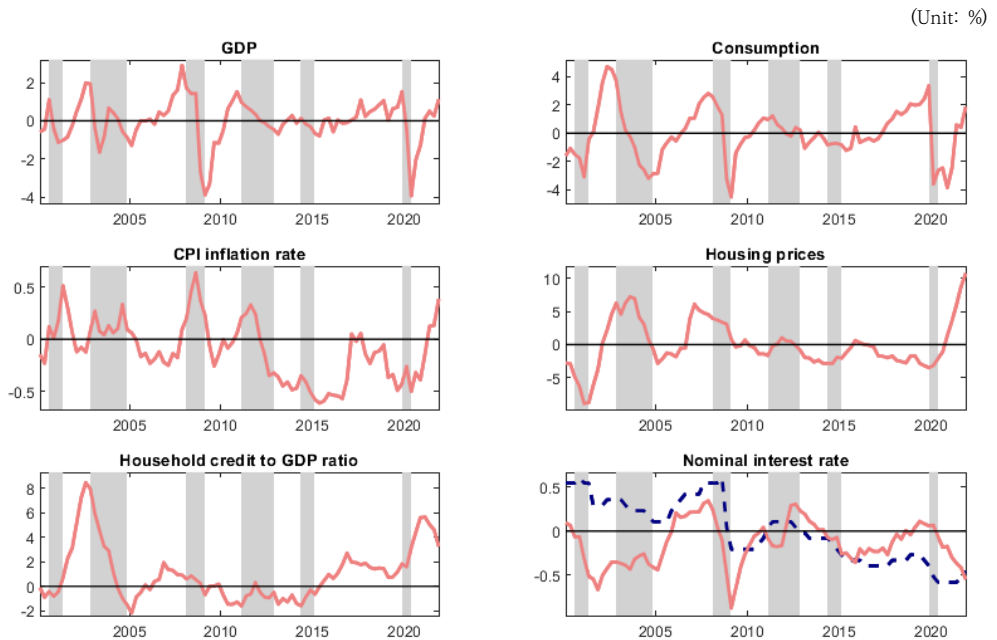 (Unit: %)
GDP
2
0
-2
-4
2005 2010 2015 2020
Consumption
4
2
0
-2
-4
2005 2010 2015 2020
CPI inflation rate
0.5
0
-0.5
2005 2010 2015 2020
Housing prices
10
5
0
-5
2005 2010 2015 2020
Household credit to GDP ratio
8
6
4
2
0
-2
2005 2010 2015 2020
Nominal interest rate
0.5
0
-0.5
2005 2010 2015 2020